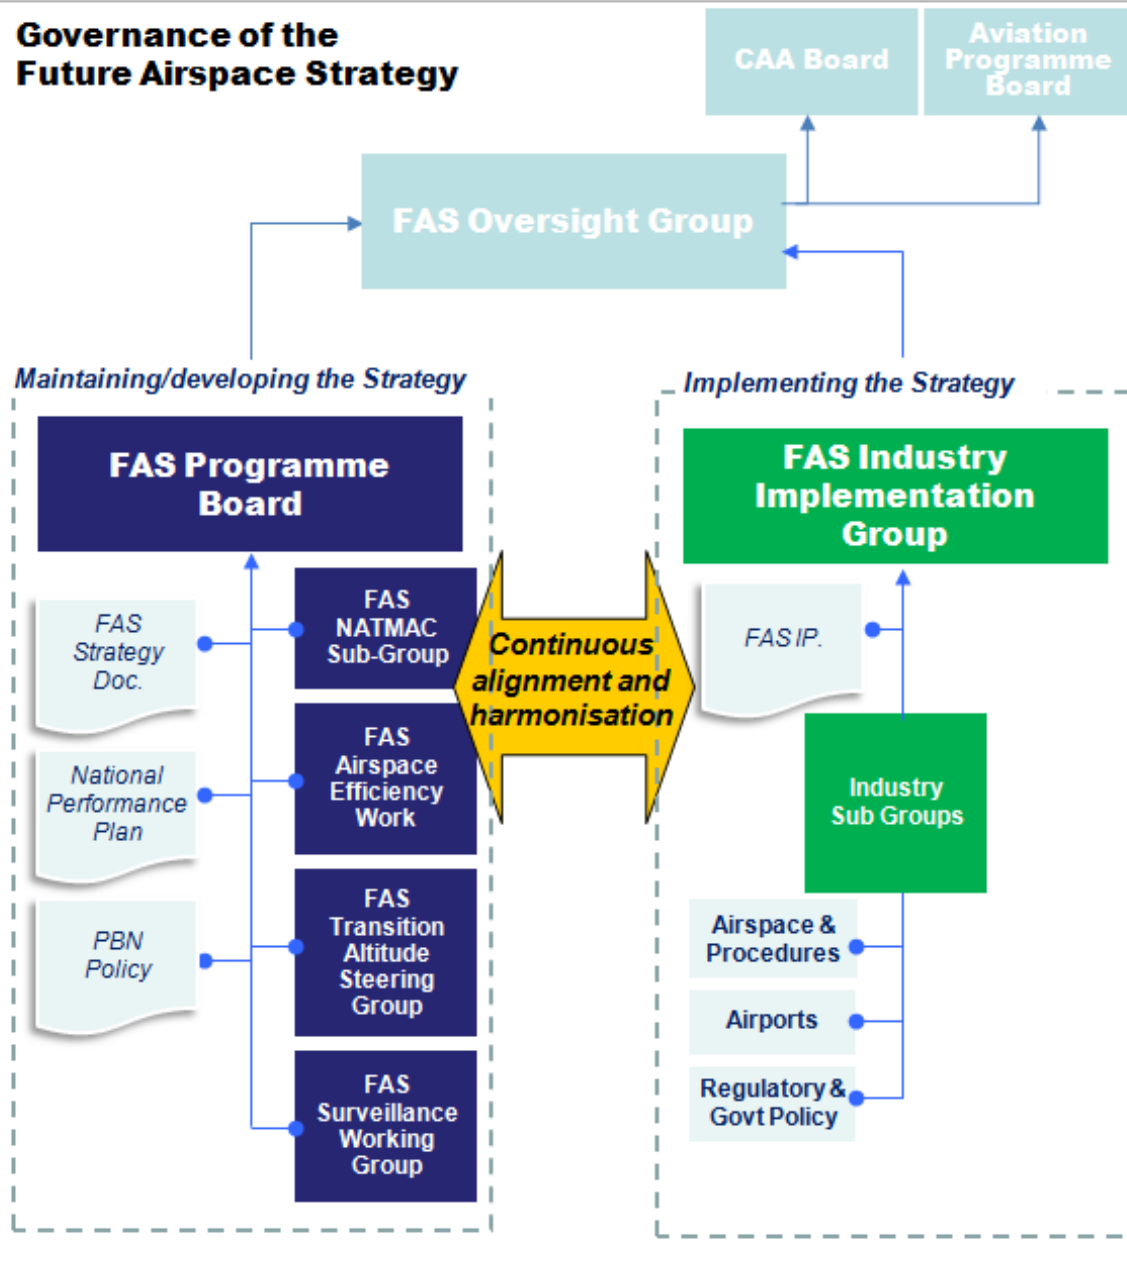 Governance of the
Future Airspace Strategy
CAA Board
Aviation
Programme
Board
FAS Oversight Group
Maintaining/developing the Strategy
FAS Programme
Board
FAS
Strategy
Doc.
National
Performance
Plan
PBN
Policy
FAS
NATMAC
Sub-Group
FAS
Airspace
Efficiency
Work
FAS
Transition
Altitude
Steering
Group
FAS
Surveillance
Working
Group
Continuous
alignment and
harmonisation
Implementing the Strategy
FAS Industry
Implementation
Group
FAS IP.
Industry
Sub Groups
Airspace &
Procedures
Airports
Regulatory &
Govt Policy